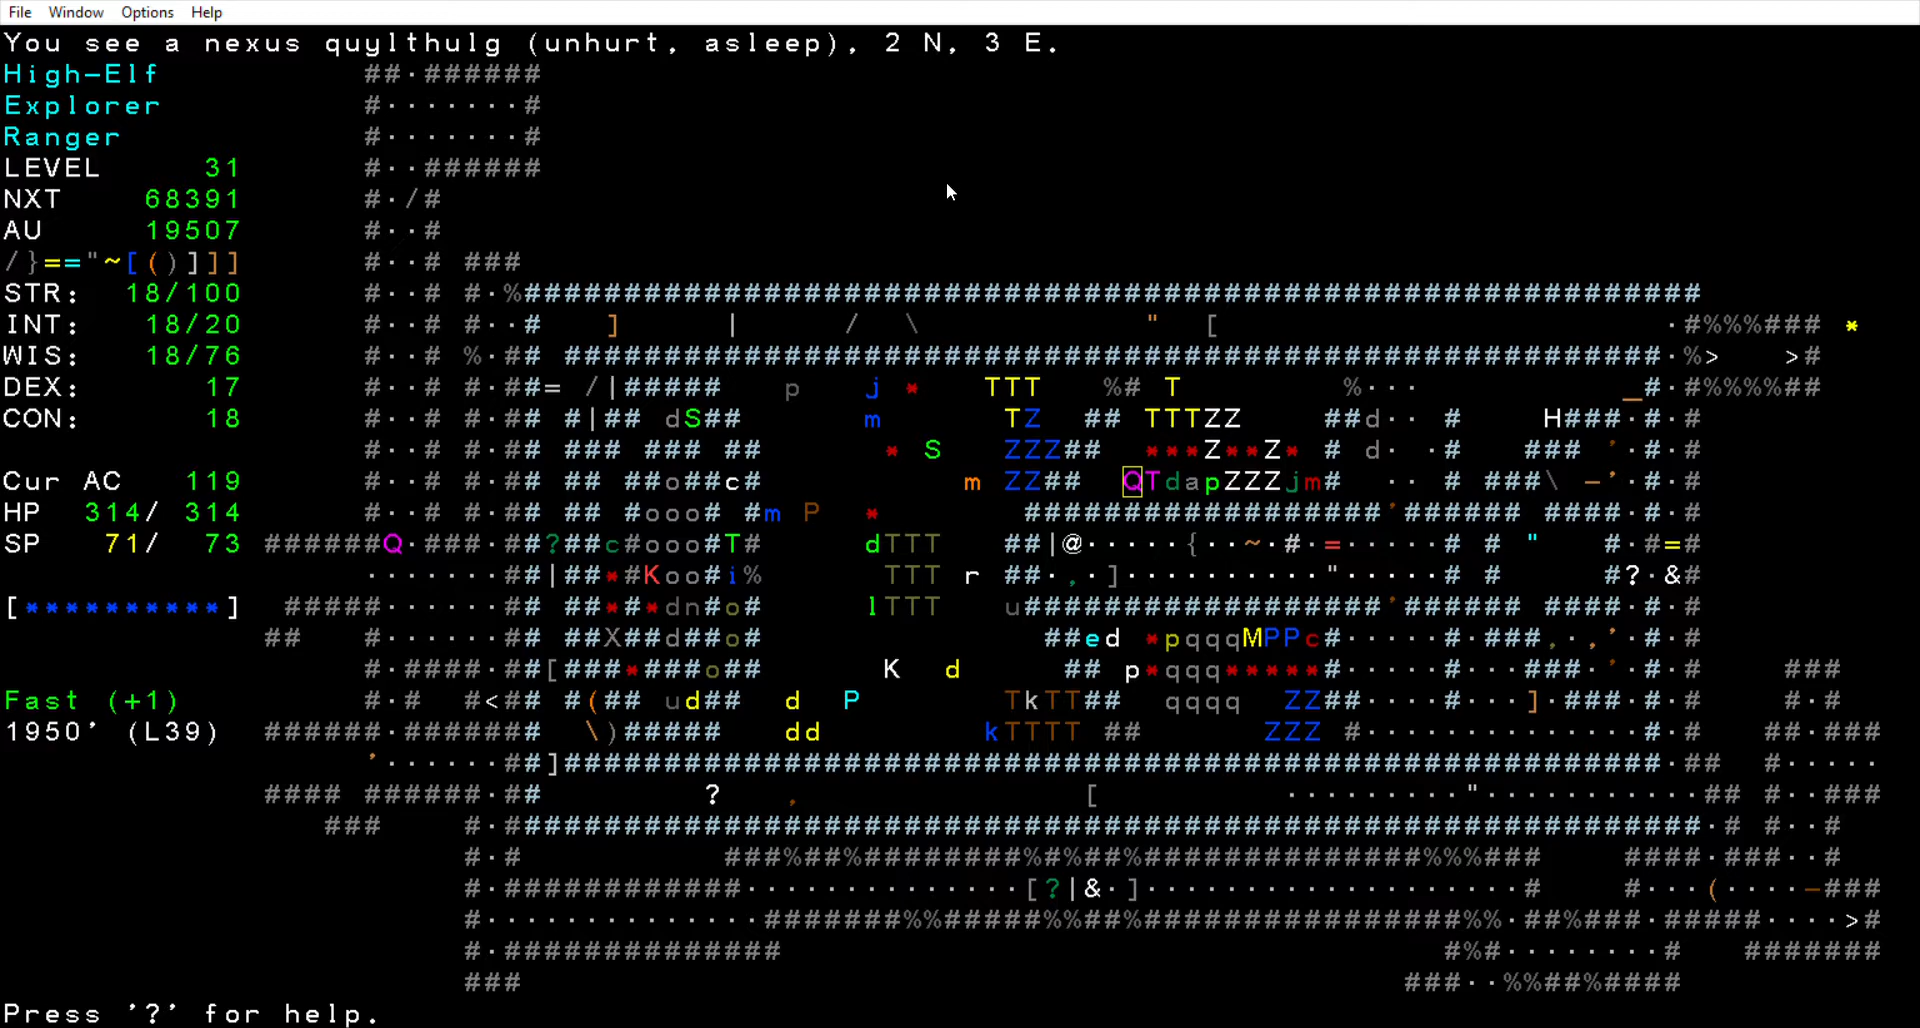 File Window Options Help
You see a nexus quylthulg (unhurt, asleep), 2 N, 3 E.
High-Elf
Explorer
Ranger
LEVEL 31
NXT 68391
AU 19507
/}=="~[()]]]
STR: 18/100
INT: 18/20
WIS: 18/76
DEX: 17
CON: 18
Cur AC 119
HP 314/ 314
SP 71/ 73
[**********]
Fast (+1)
1950' (L39)
Press '?' for help.